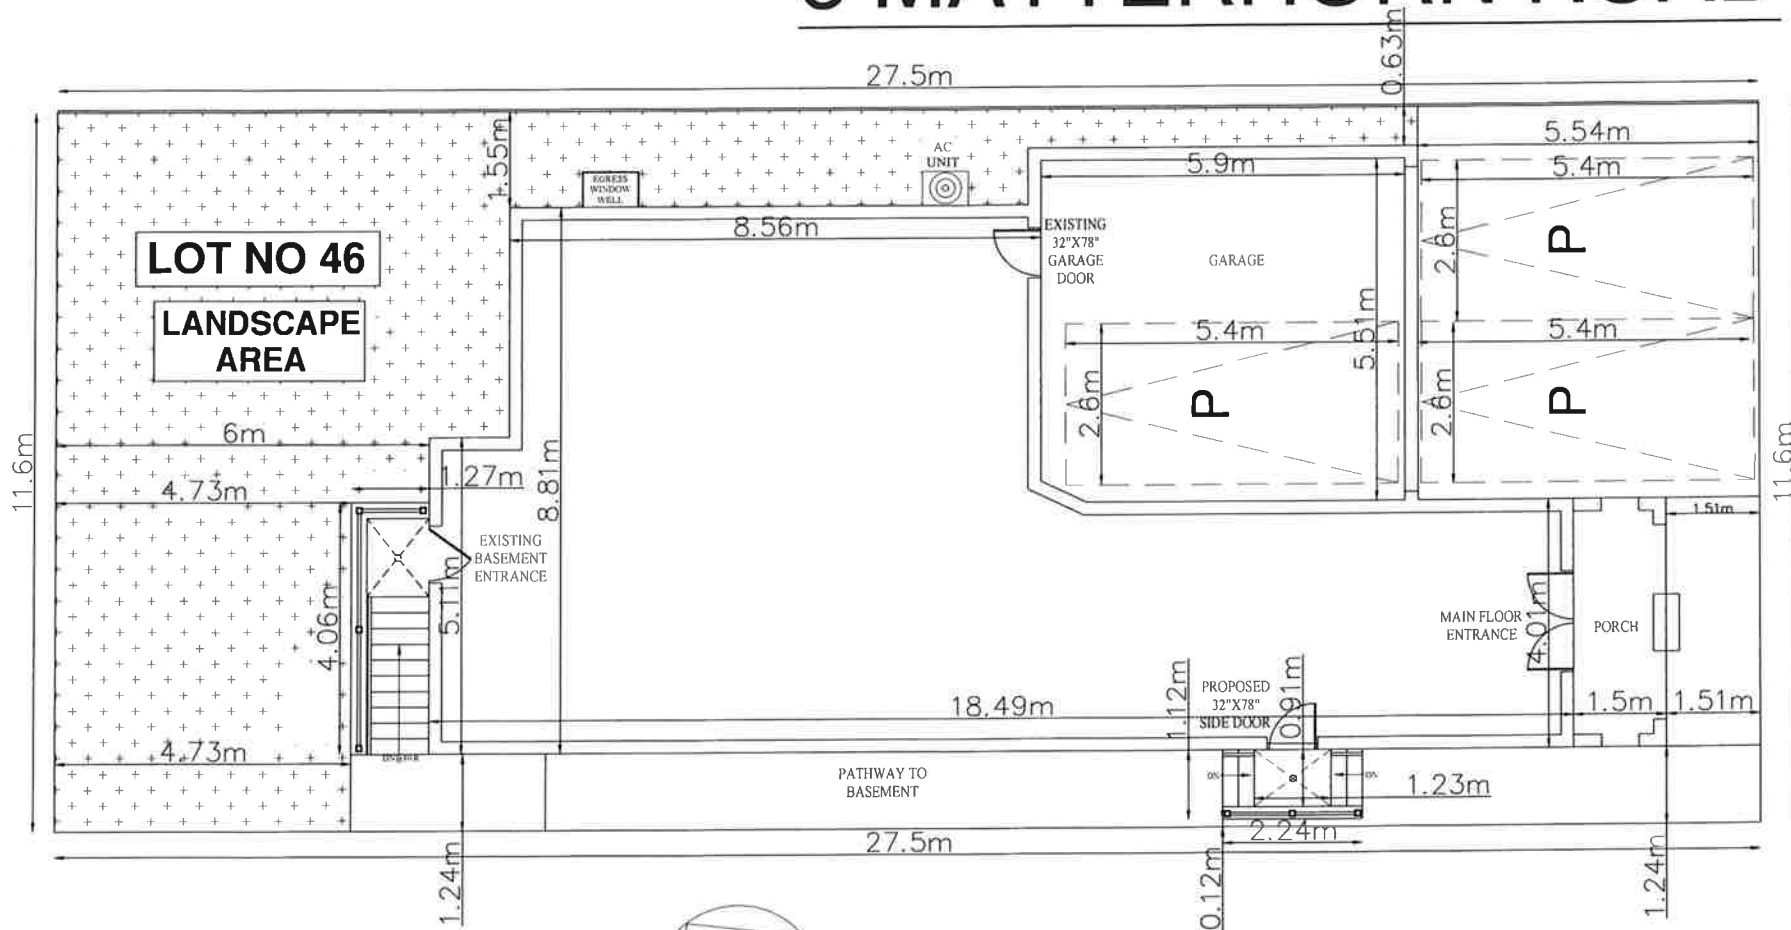 27.5m
0.63m
5.54m
1.55m
AC
UNIT
5.9m
5.4m
EGRESS
WINDOW
WELL
8.56m
EXISTING
32"X78"
GARAGE
DOOR
GARAGE
2.6m
P
LOT NO 46
LANDSCAPE
AREA
5.4m
5.4m
5.51m
2.6m
P
2.6m
P
11.6m
11.6m
6m
1.27m
8.81m
4.73m
1.51m
EXISTING
BASEMENT
ENTRANCE
4.06m
5.11m
MAIN FLOOR
ENTRANCE
4.01m
PORCH
1.12m
PROPOSED
32"X78"
SIDE DOOR
0.91m
18.49m
1.5m
1.51m
4.73m
PATHWAY TO
BASEMENT
DN
DN
1.23m
2.24m
27.5m
1.24m
0.12m
1.24m